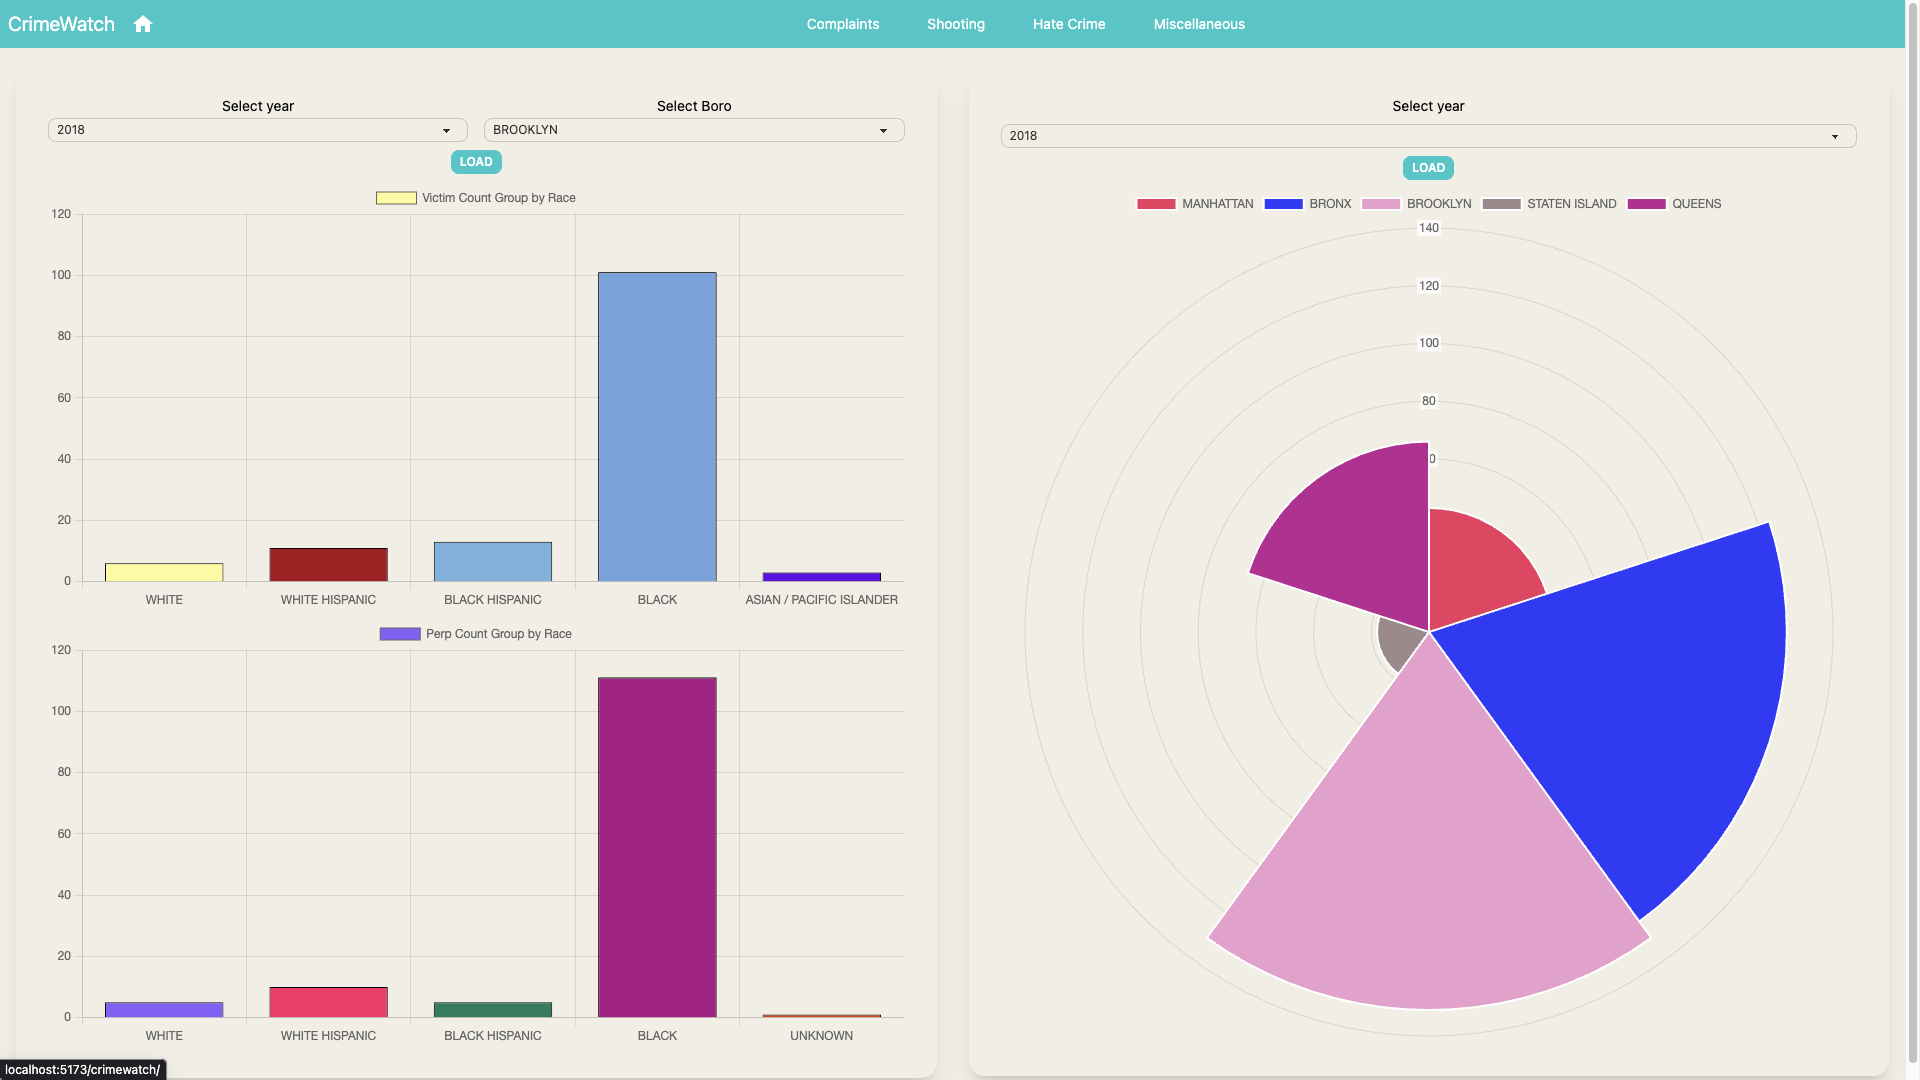 CrimeWatch
Complaints Shooting Hate Crime Miscellaneous
Select year Select Boro
2018 BROOKLYN
LOAD
Victim Count Group by Race
120
100
80
60
40
20
0
WHITE WHITE HISPANIC BLACK HISPANIC BLACK ASIAN / PACIFIC ISLANDER
Perp Count Group by Race
120
100
80
60
40
20
0
WHITE WHITE HISPANIC BLACK HISPANIC BLACK UNKNOWN
Select year
2018
LOAD
MANHATTAN BRONX BROOKLYN STATEN ISLAND QUEENS
140
120
100
80
0
localhost:5173/crimewatch/